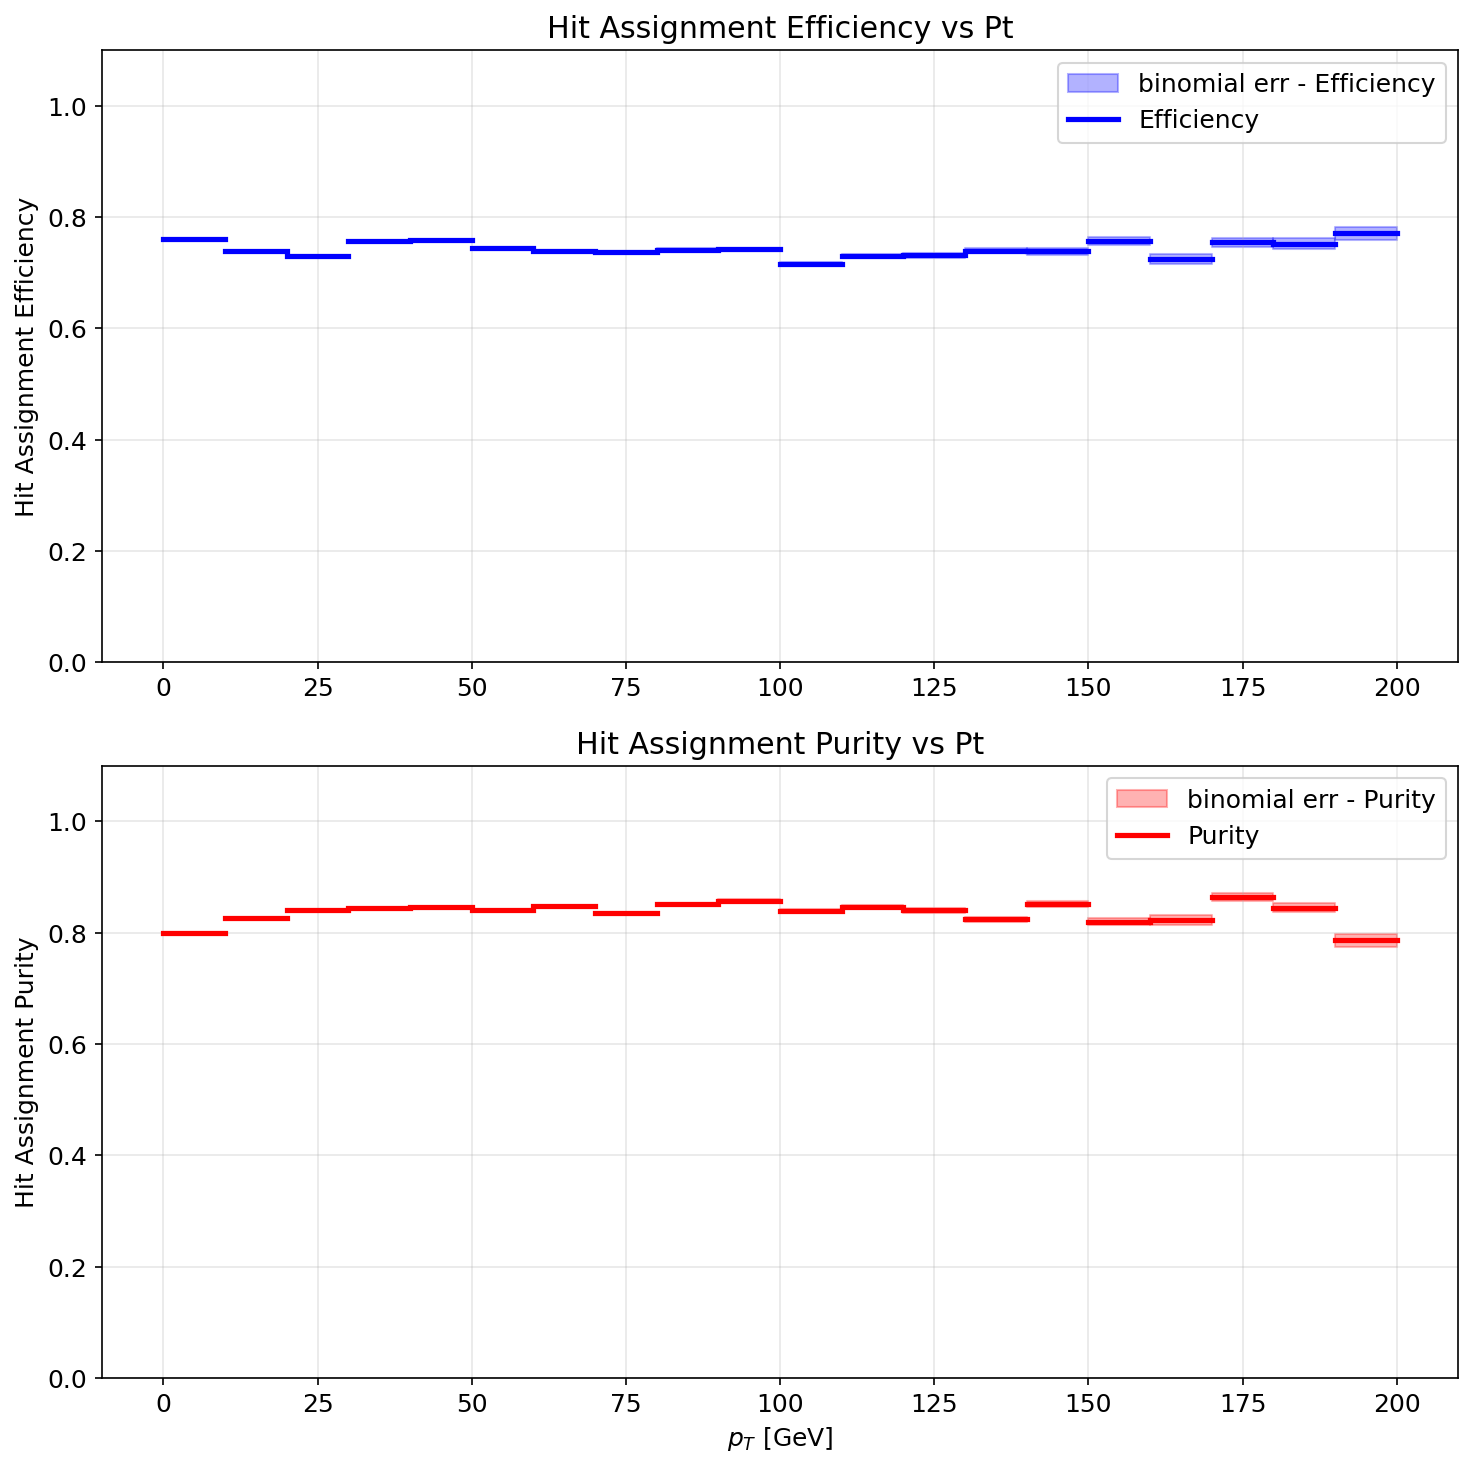 Hit Assignment Efficiency vs Pt
binomial err - Efficiency
Efficiency
Hit Assignment Efficiency
1.0
0.8
0.6
0.4
0.2
0.0
0 25 50 75 100 125 150 175 200
Hit Assignment Purity vs Pt
binomial err - Purity
Purity
Hit Assignment Purity
1.0
0.8
0.6
0.4
0.2
0.0
0 25 50 75 100 125 150 175 200
p_T [GeV]